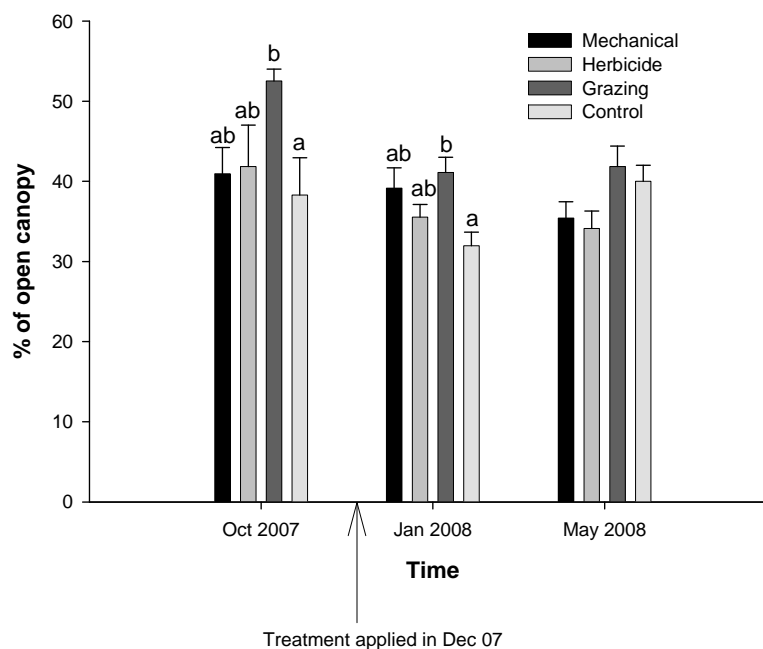 60
50
40
30
20
10
0
% of open canopy
Mechanical
Herbicide
Grazing
Control
ab
ab
b
a
ab
ab
b
a
Oct 2007
Jan 2008
May 2008
Time
Treatment applied in Dec 07